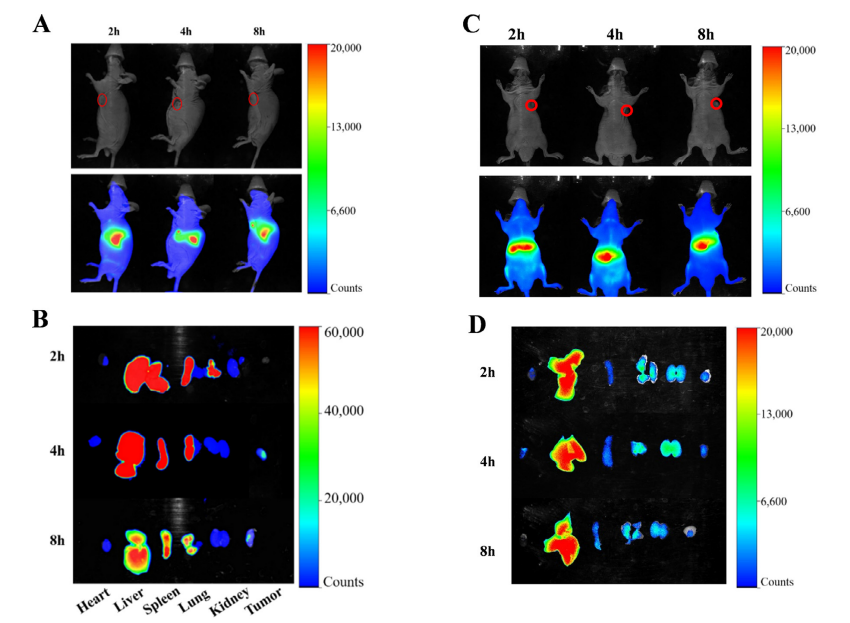 A
2h 4h 8h
20,000
13,000
6,600
Counts
B
2h
4h
8h
60,000
40,000
20,000
Counts
Heart Liver Spleen Lung Kidney Tumor
C
2h 4h 8h
20,000
13,000
6,600
Counts
D
2h
4h
8h
20,000
13,000
6,600
Counts